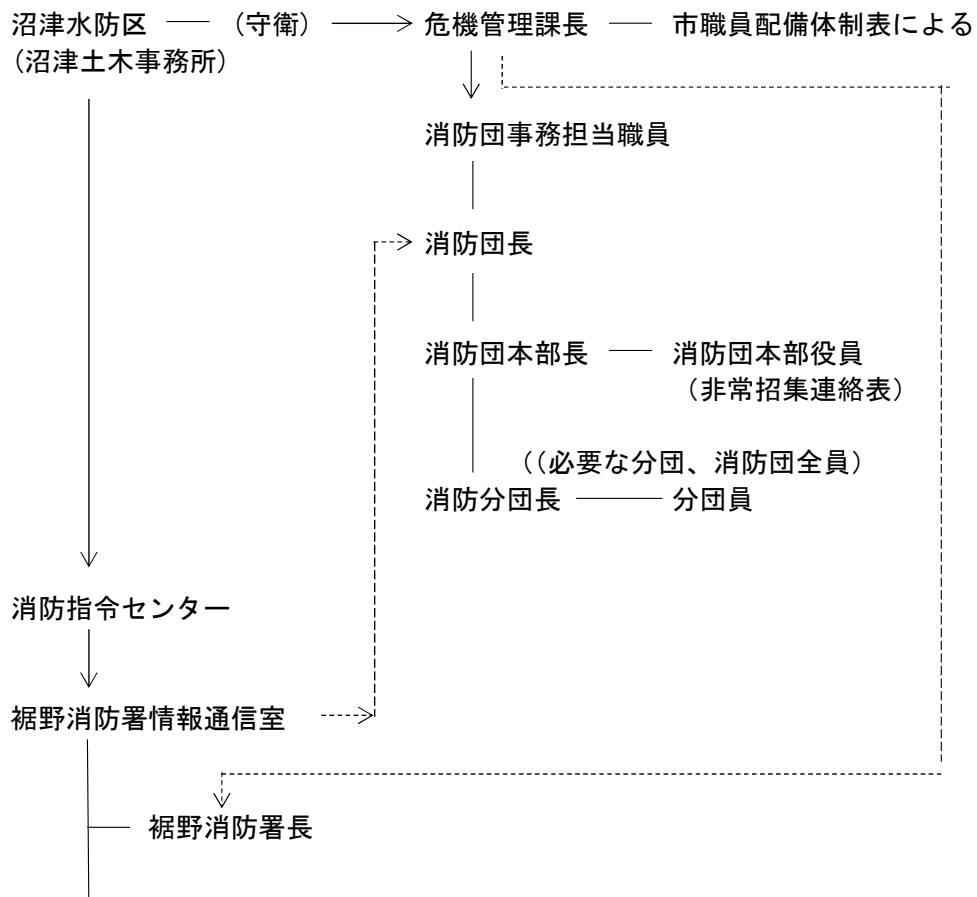 沼津水防区 (守衛) 危機管理課長 市職員配備体制表による
(沼津土木事務所)
消防団事務担当職員
消防団長
消防団本部長 消防団本部役員
(非常招集連絡表)
((必要な分団、消防団全員)
消防分団長 分団員
消防指令センター
裾野消防署情報通信室
裾野消防署長